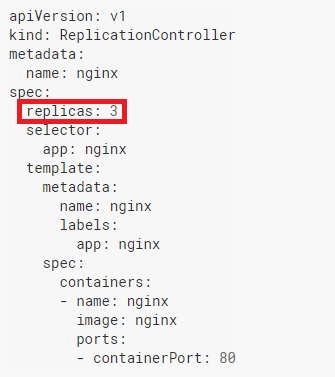 apiVersion: v1
kind: ReplicationController
metadata:
  name: nginx
spec:
  replicas: 3
  selector:
    app: nginx
  template:
    metadata:
      name: nginx
      labels:
        app: nginx
    spec:
      containers:
      - name: nginx
        image: nginx
        ports:
        - containerPort: 80